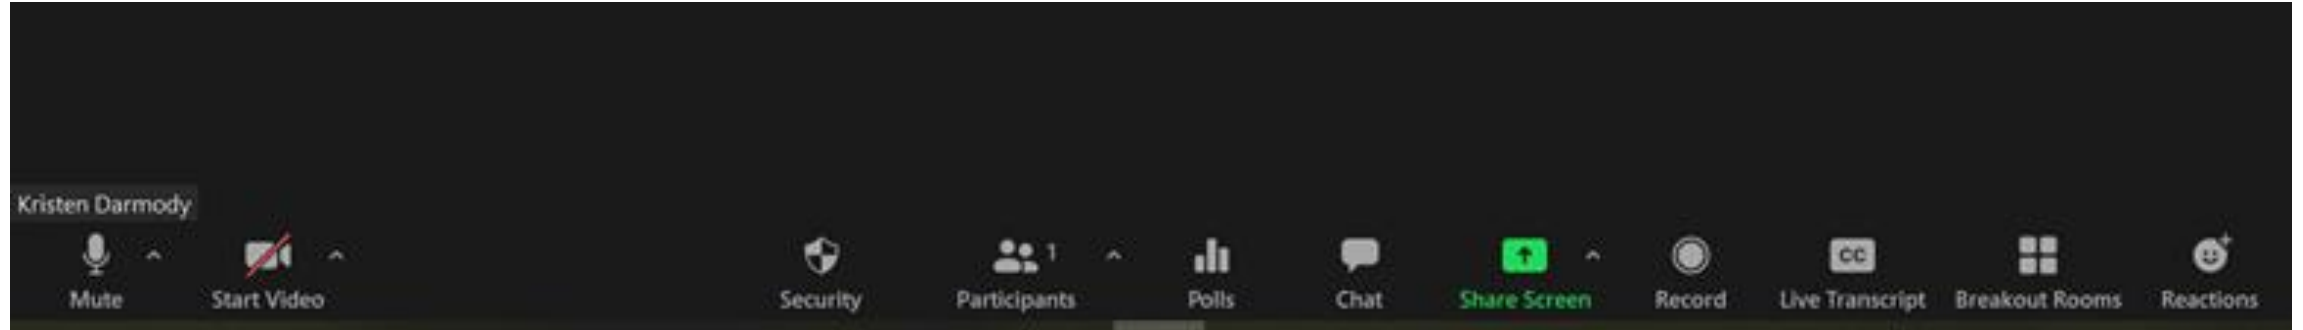 Kristen Darmody
1
CC
Mute
Start Video
Security
Participants
Polls
Chat
Share Screen
Record
Live Transcript
Breakout Rooms
Reactions